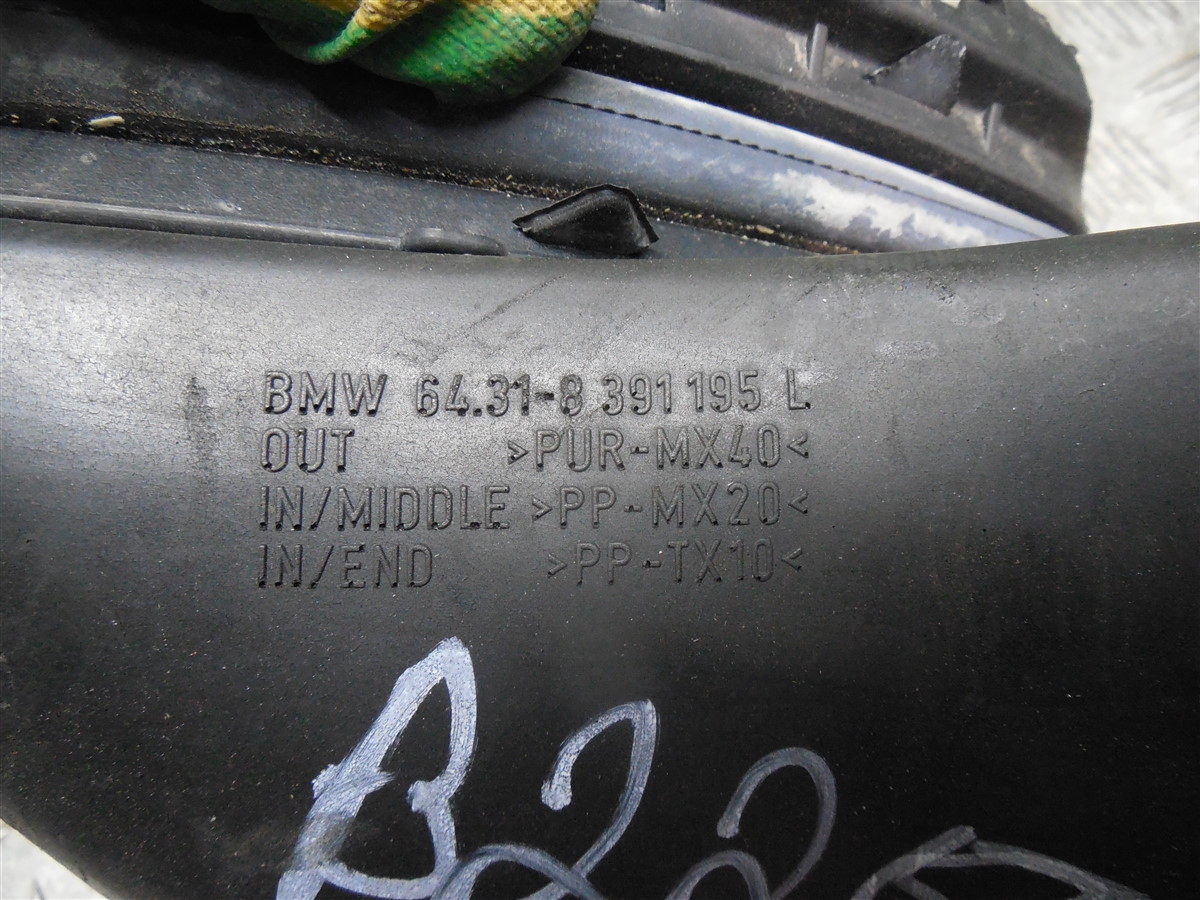 BMW 64.31-8 391 195 L
OUT >PUR-MX40<
IN/MIDDLE >PP-MX20<
IN/END >PP-TX10<